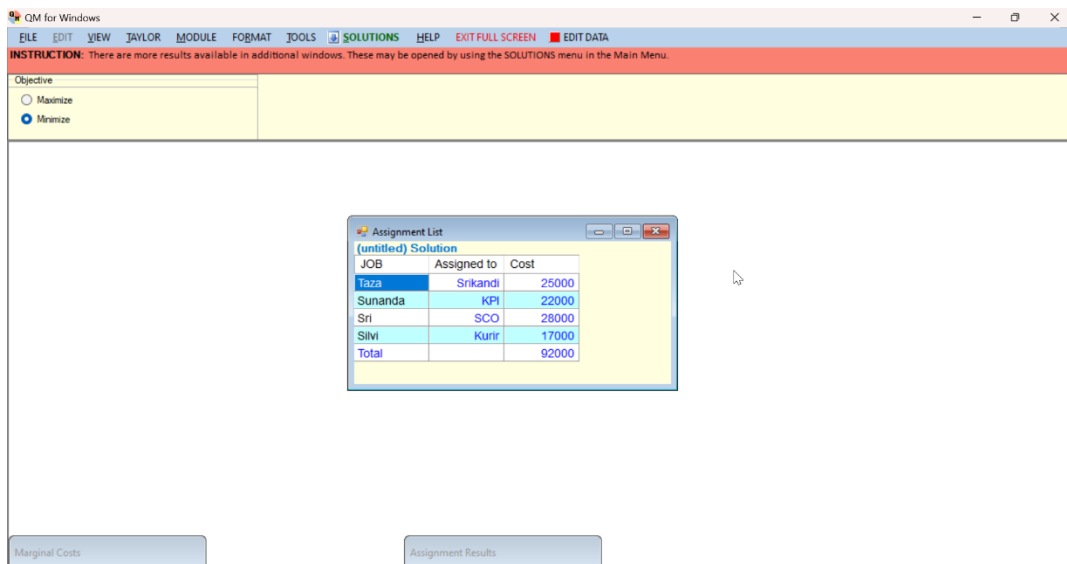 QM for Windows
FILE EDIT VIEW TAYLOR MODULE FORMAT TOOLS SOLUTIONS HELP EXIT FULL SCREEN EDIT DATA
INSTRUCTION: There are more results available in additional windows. These may be opened by using the SOLUTIONS menu in the Main Menu.
Objective
Maximize
Minimize
Assignment List
(untitled) Solution
JOB Assigned to Cost
Taza Srikandi 25000
Sunanda KPI 22000
Sri SCO 28000
Silvi Kurir 17000
Total 92000
Marginal Costs Assignment Results